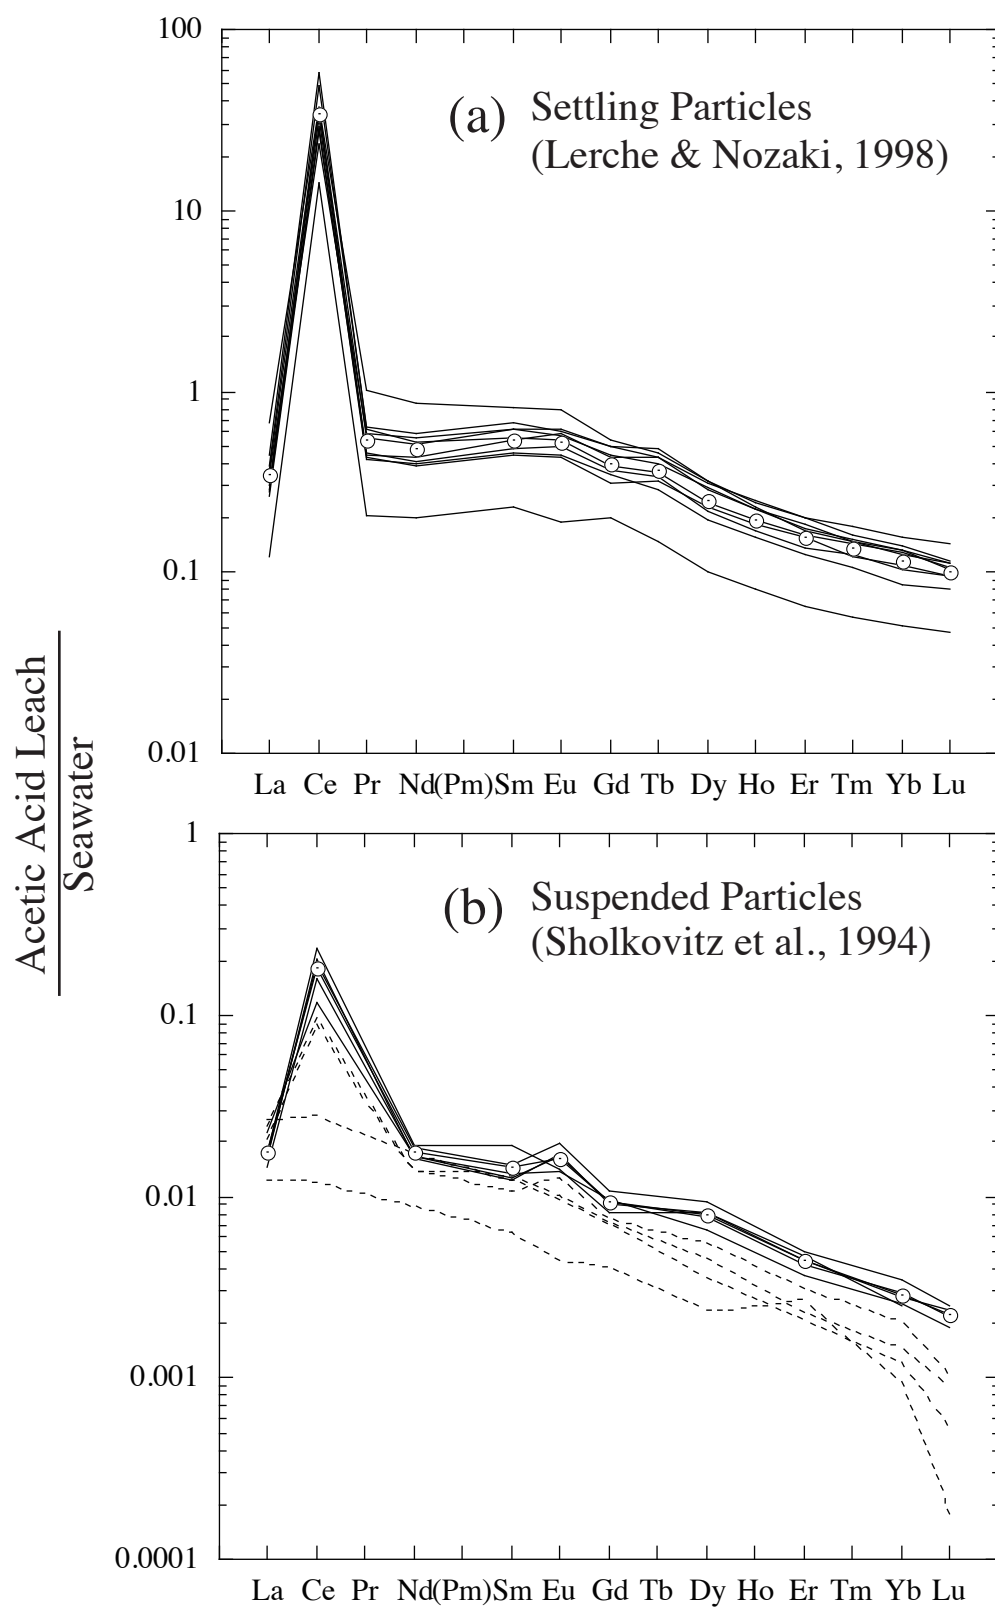 100
10
1
0.1
0.01
(a) Settling Particles
(Lerche & Nozaki, 1998)
La Ce Pr Nd (Pm) Sm Eu Gd Tb Dy Ho Er Tm Yb Lu
Acetic Acid Leach
Seawater
1
0.1
0.01
0.001
0.0001
(b) Suspended Particles
(Sholkovitz et al., 1994)
La Ce Pr Nd (Pm) Sm Eu Gd Tb Dy Ho Er Tm Yb Lu